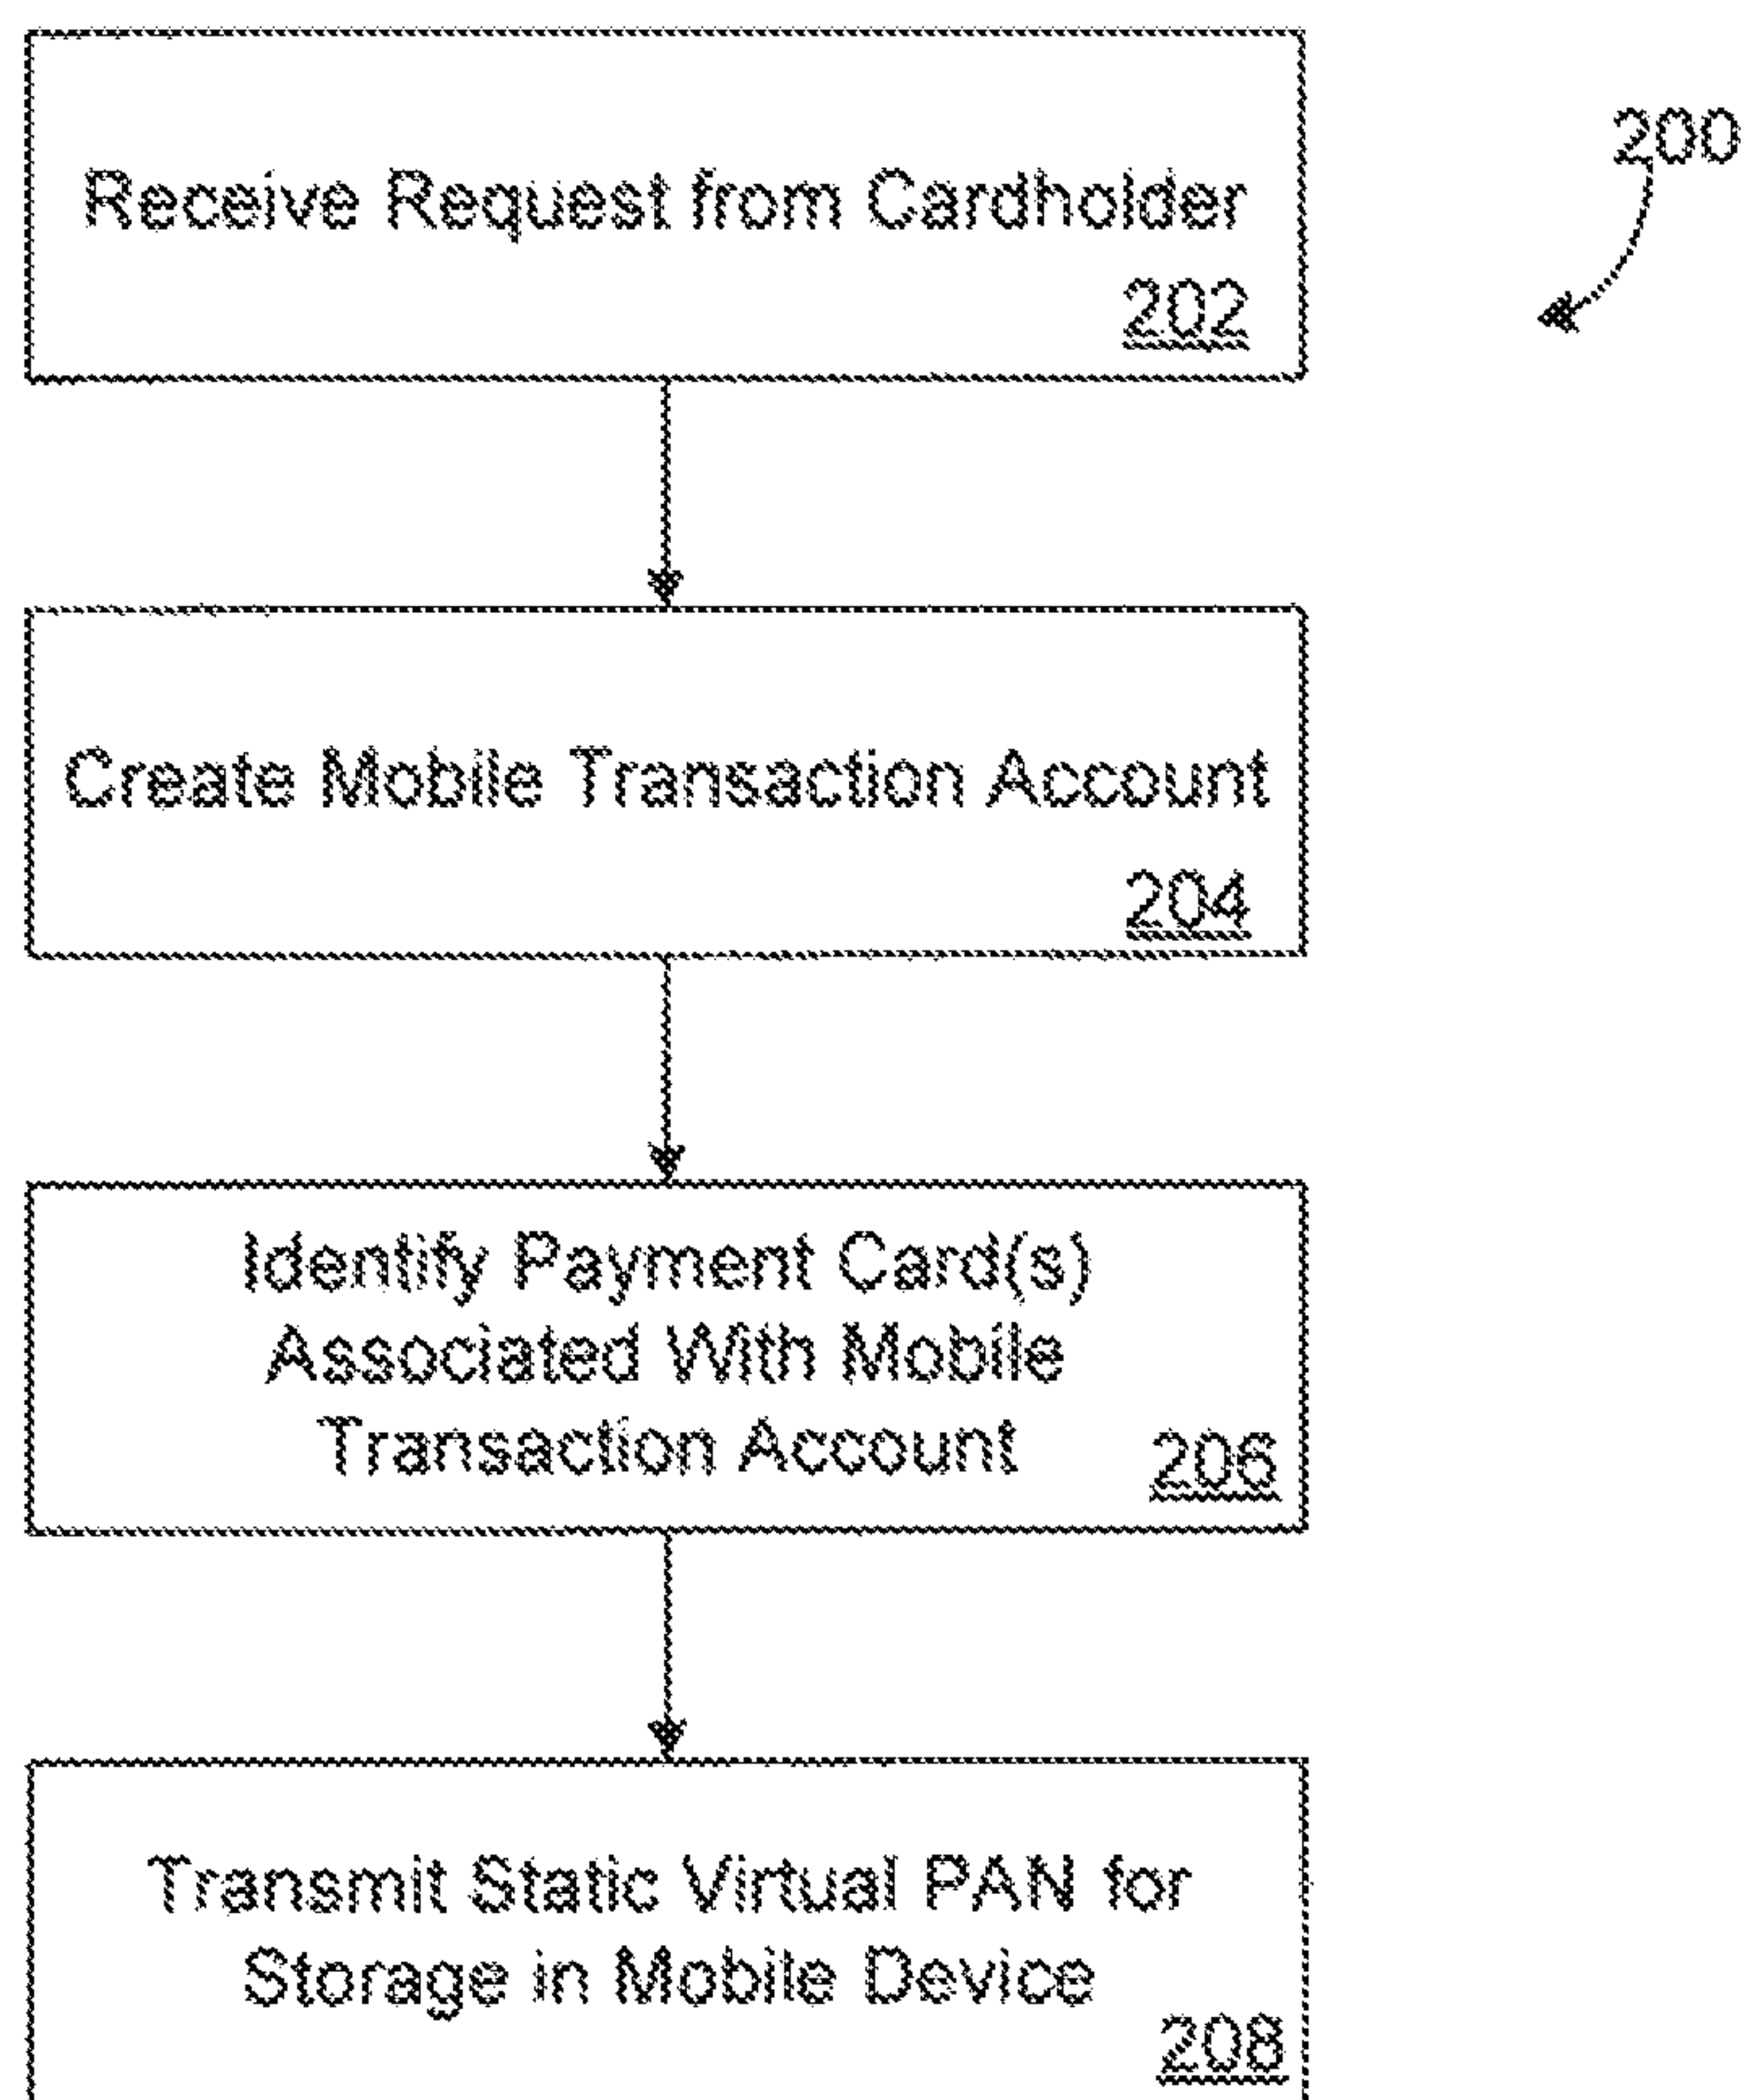 200
Receive Request from Cardholder
202
Create Mobile Transaction Account
204
Identify Payment Card(s)
Associated With Mobile
Transaction Account
206
Transmit Static Virtual PAN for
Storage in Mobile Device
208